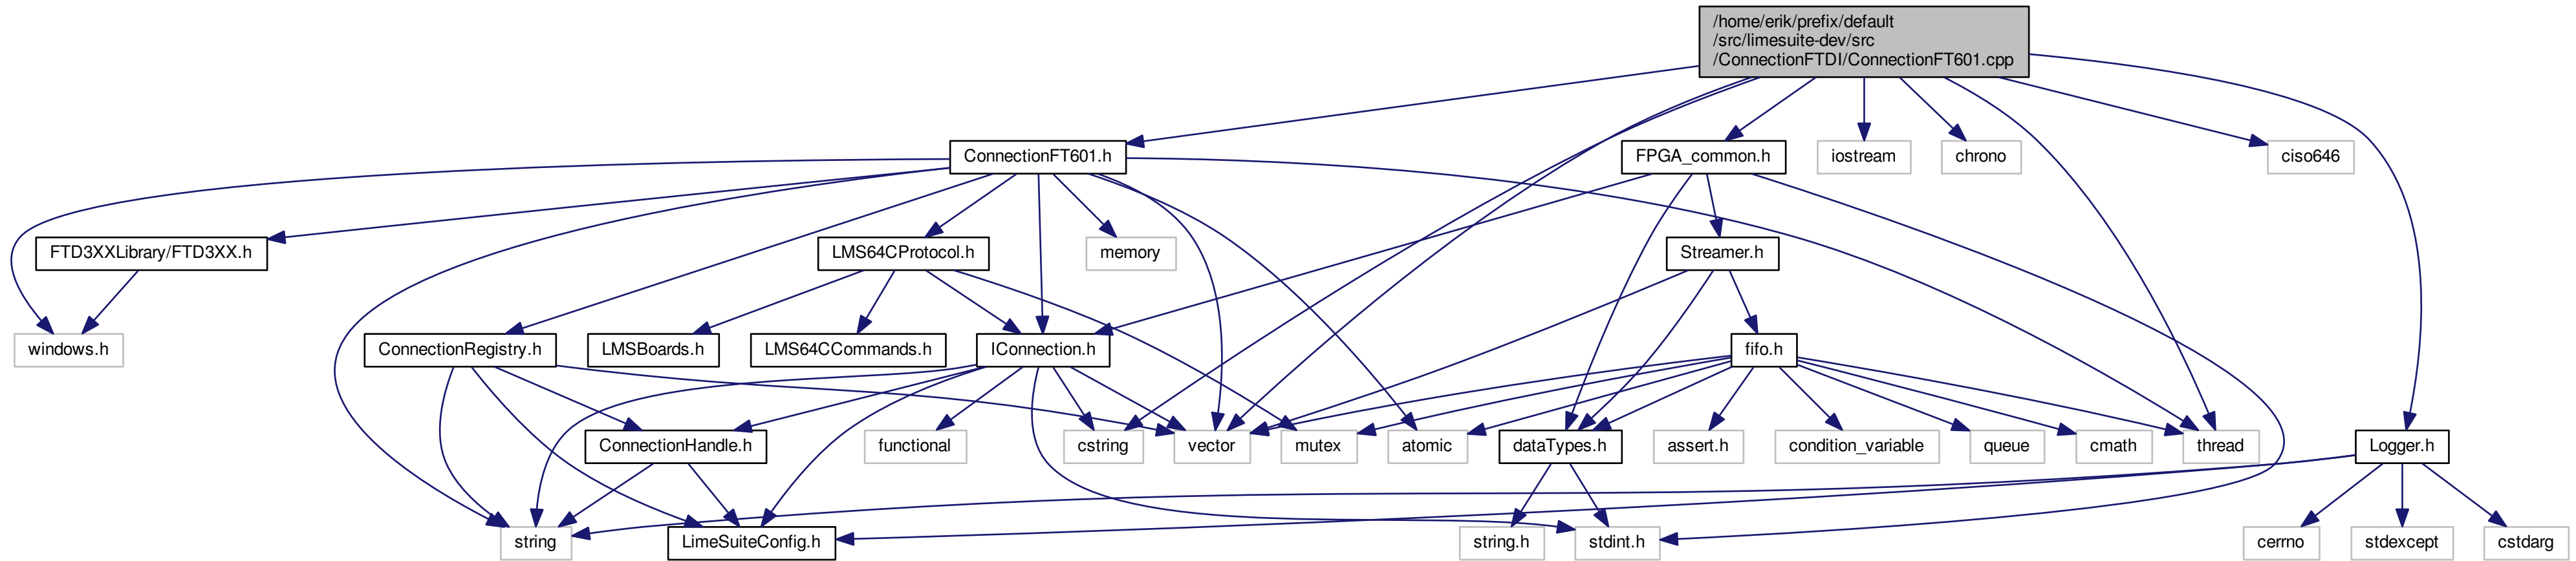 /home/erik/prefix/default
/src/limesuite-dev/src
/ConnectionFTDI/ConnectionFT601.cpp
ConnectionFT601.h
FPGA_common.h
iostream
chrono
ciso646
FTD3XXLibrary/FTD3XX.h
LMS64CProtocol.h
memory
Streamer.h
windows.h
ConnectionRegistry.h
LMSBoards.h
LMS64CCommands.h
IConnection.h
fifo.h
ConnectionHandle.h
functional
cstring
vector
mutex
atomic
dataTypes.h
assert.h
condition_variable
queue
cmath
thread
Logger.h
string
LimeSuiteConfig.h
string.h
stdint.h
cerrno
stdexcept
cstdarg